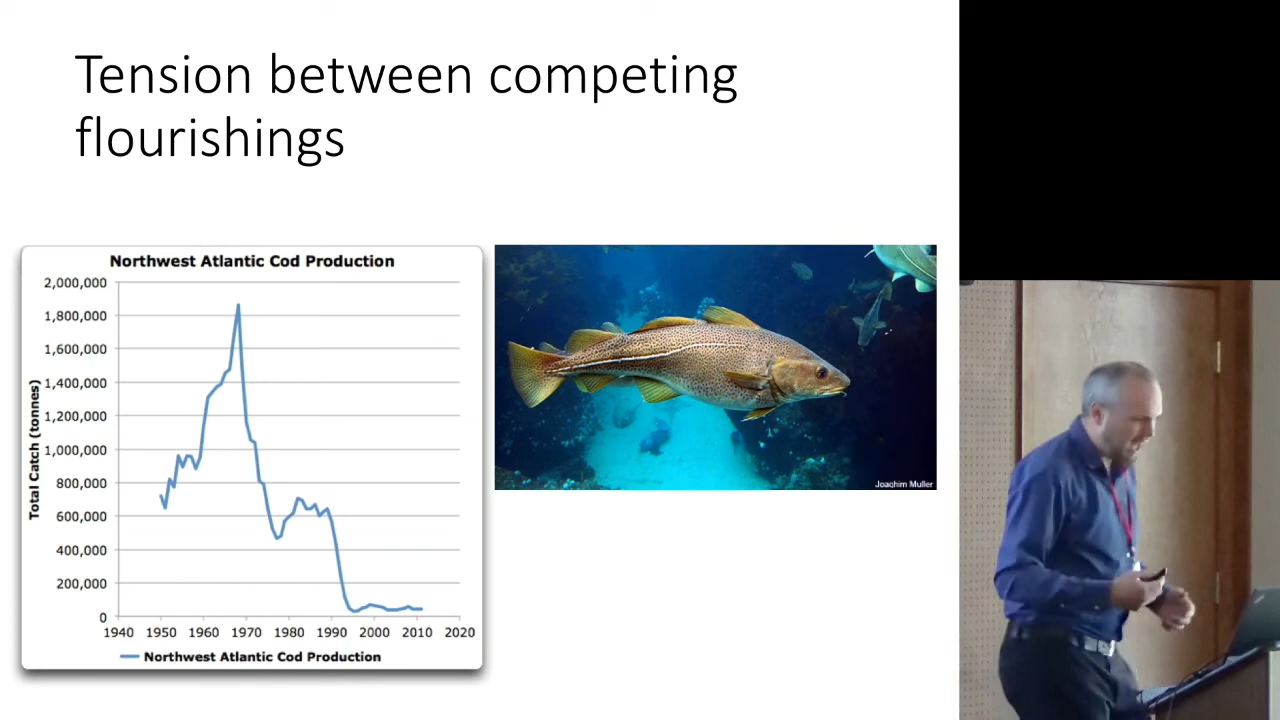 Tension between competing
flourishings
Northwest Atlantic Cod Production
Total Catch (tonnes)
2,000,000
1,800,000
1,600,000
1,400,000
1,200,000
1,000,000
800,000
600,000
400,000
200,000
0
1940 1950 1960 1970 1980 1990 2000 2010 2020
Northwest Atlantic Cod Production
Joachim Muller